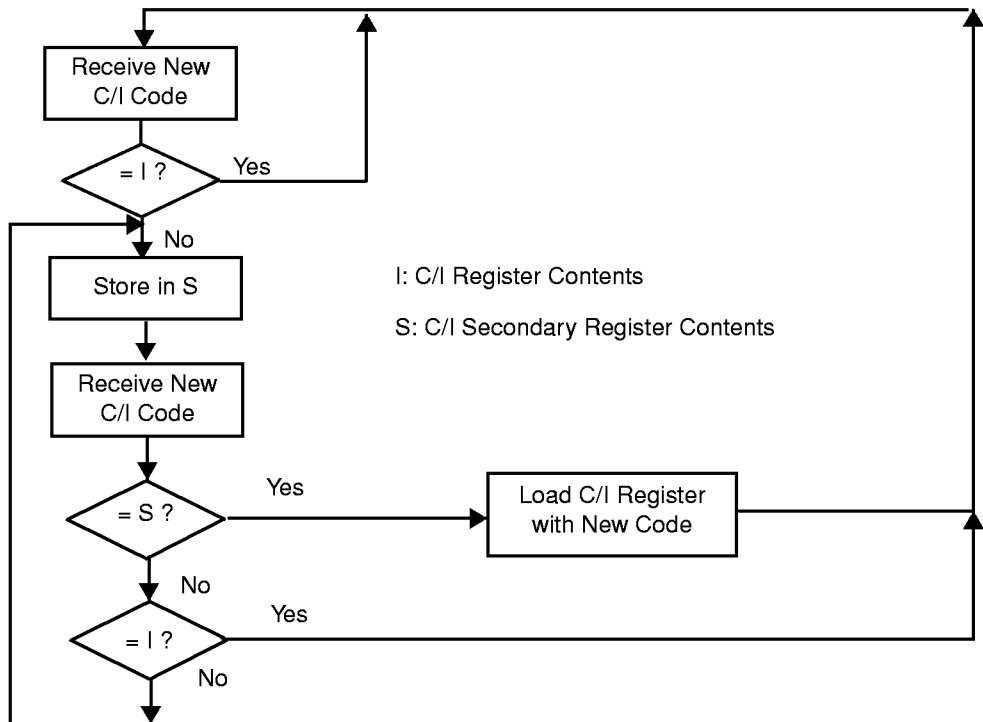 Receive New
C/I Code
= I ?
Yes
No
Store in S
I: C/I Register Contents
S: C/I Secondary Register Contents
Receive New
C/I Code
= S ?
Yes
Load C/I Register
with New Code
No
= I ?
Yes
No